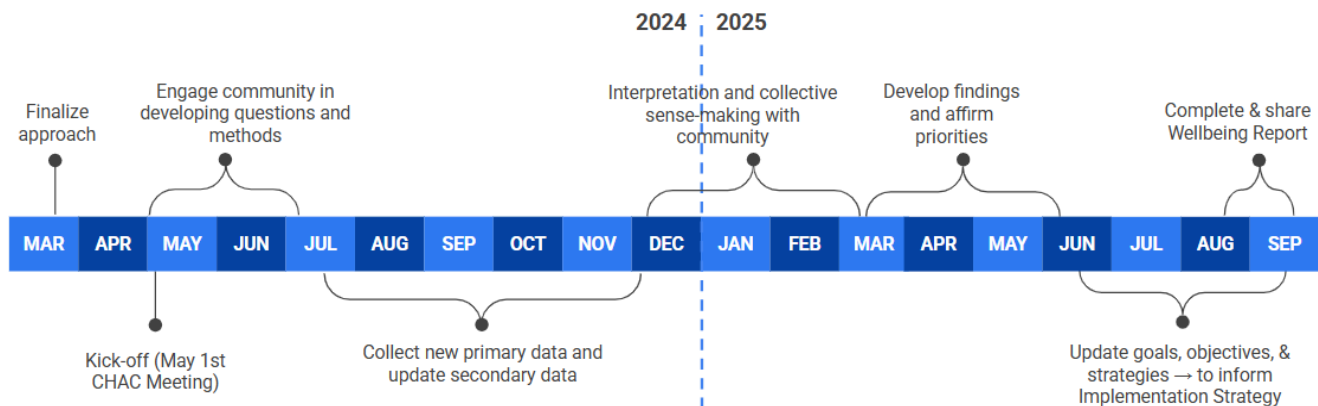 2024 2025
Finalize
approach
Engage community in
developing questions and
methods
Interpretation and collective
sense-making with
community
Develop findings
and affirm
priorities
Complete & share
Wellbeing Report
MAR APR MAY JUN JUL AUG SEP OCT NOV DEC JAN FEB MAR APR MAY JUN JUL AUG SEP
Kick-off (May 1st
CHAC Meeting)
Collect new primary data and
update secondary data
Update goals, objectives, &
strategies → to inform
Implementation Strategy